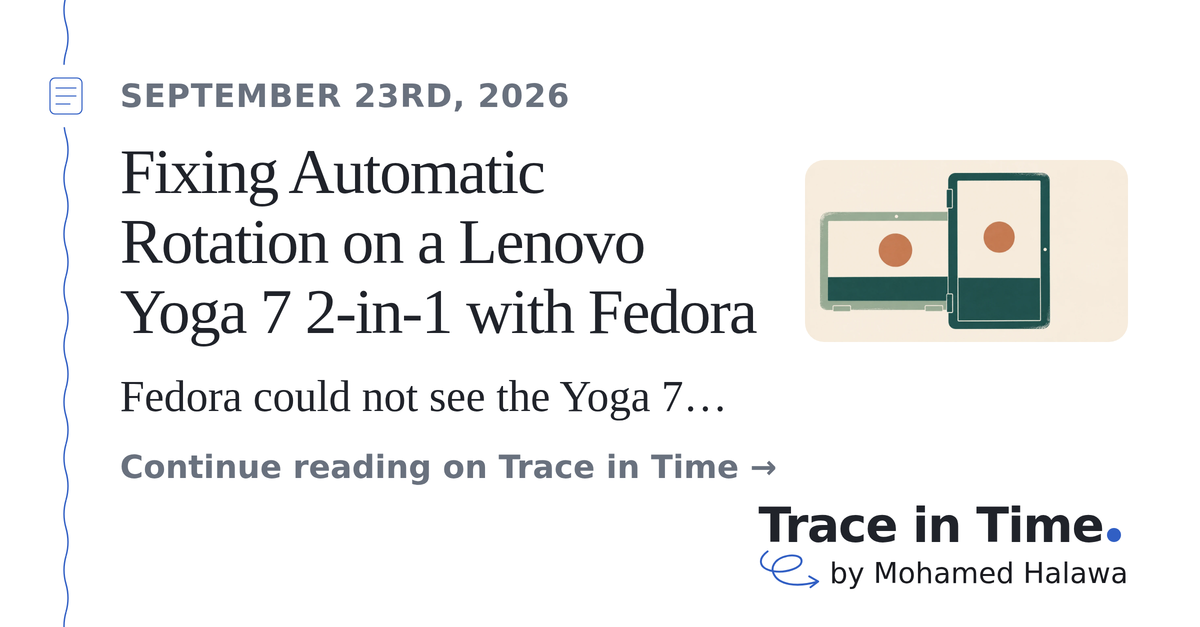 SEPTEMBER 23RD, 2026
Fixing Automatic
Rotation on a Lenovo
Yoga 7 2-in-1 with Fedora
Fedora could not see the Yoga 7…
Continue reading on Trace in Time →
Trace in Time.
by Mohamed Halawa